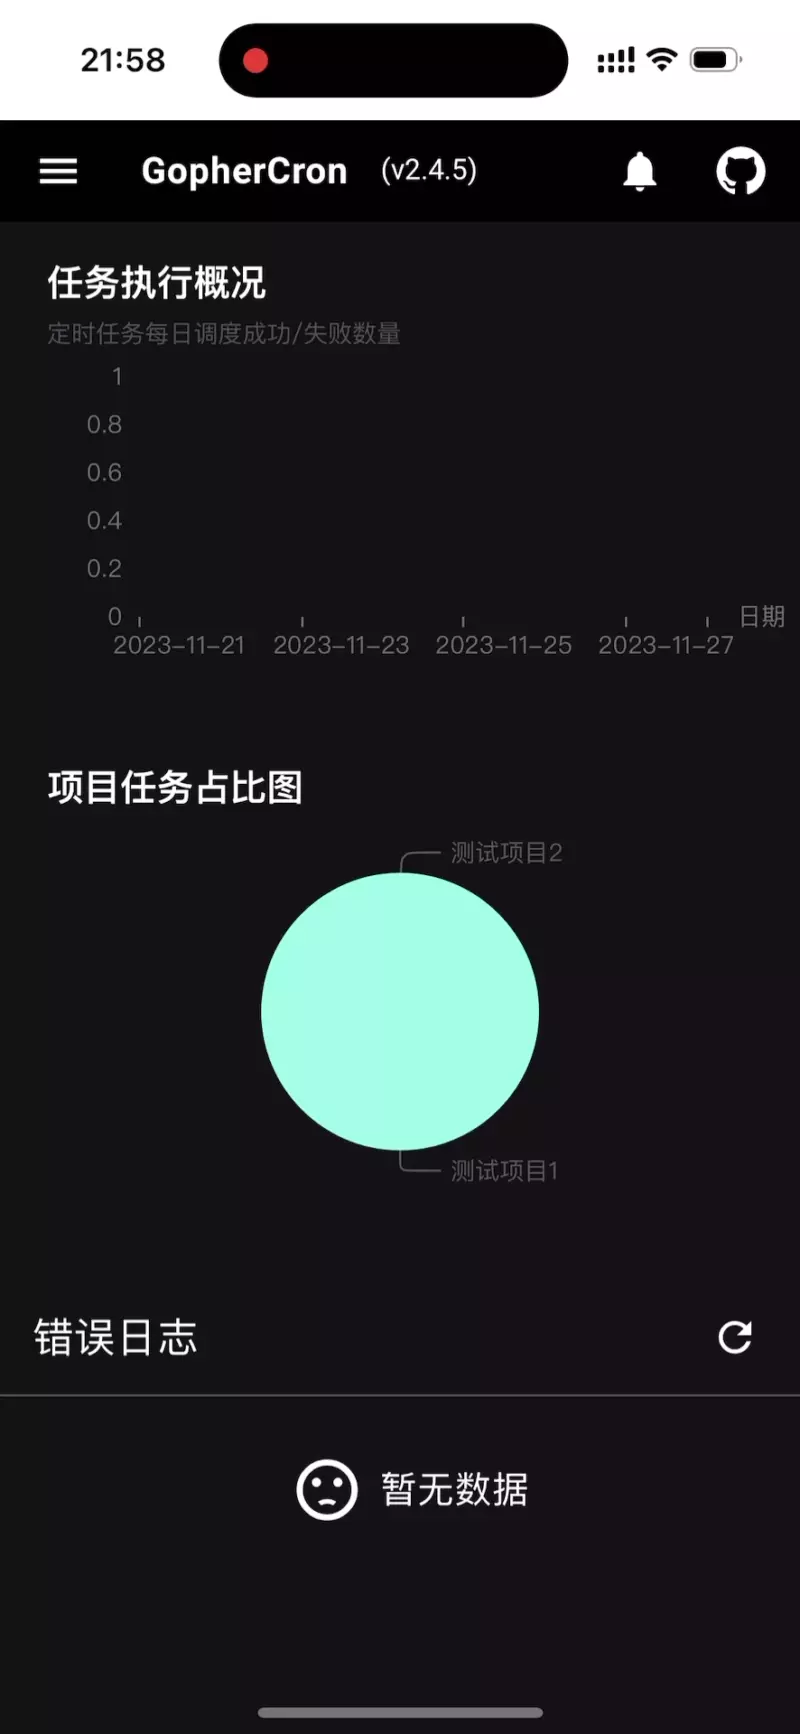 21:58
GopherCron (v2.4.5)
任务执行概况
定时任务每日调度成功/失败数量
1
0.8
0.6
0.4
0.2
0
日期
2023-11-21 2023-11-23 2023-11-25 2023-11-27
项目任务占比图
测试项目2
测试项目1
错误日志
暂无数据